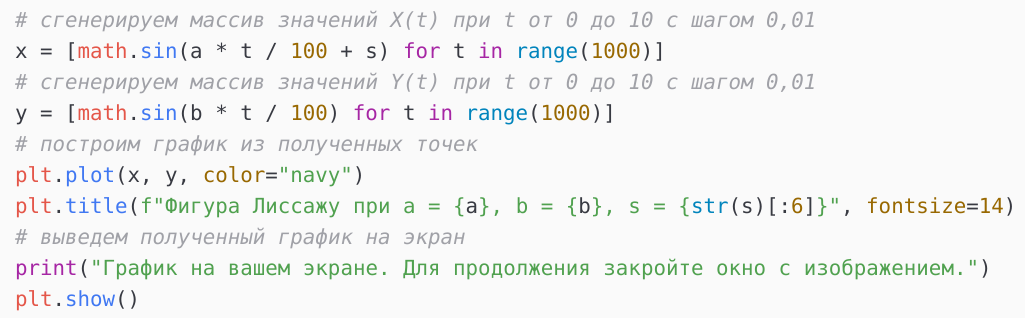 # сгенерируем массив значений X(t) при t от 0 до 10 с шагом 0,01
x = [math.sin(a * t / 100 + s) for t in range(1000)]
# сгенерируем массив значений Y(t) при t от 0 до 10 с шагом 0,01
y = [math.sin(b * t / 100) for t in range(1000)]
# построим график из полученных точек
plt.plot(x, y, color="navy")
plt.title(f"Фигура Лиссажу при a = {a}, b = {b}, s = {str(s)[:6]}", fontsize=14)
# выведем полученный график на экран
print("График на вашем экране. Для продолжения закройте окно с изображением.")
plt.show()